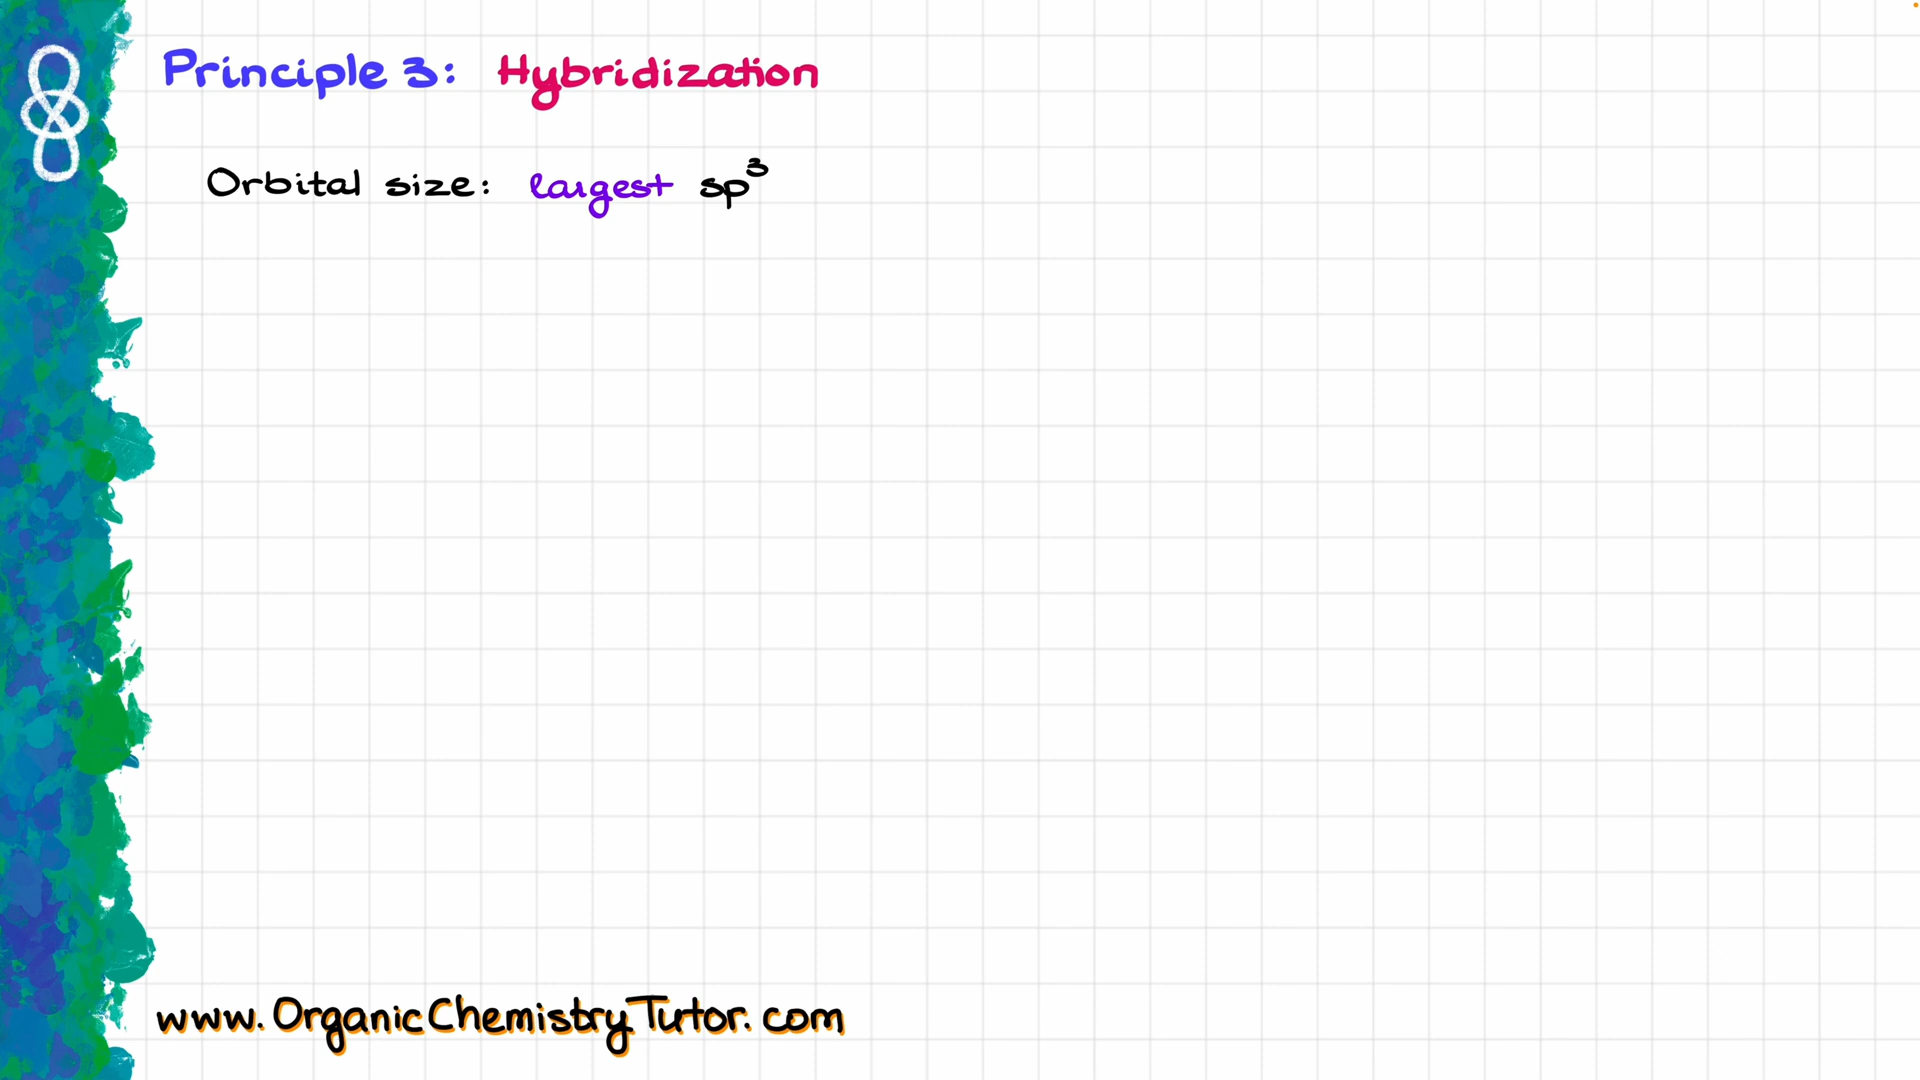 Principle 3: Hybridization
Orbital size: largest sp³
www.OrganicChemistryTutor.com